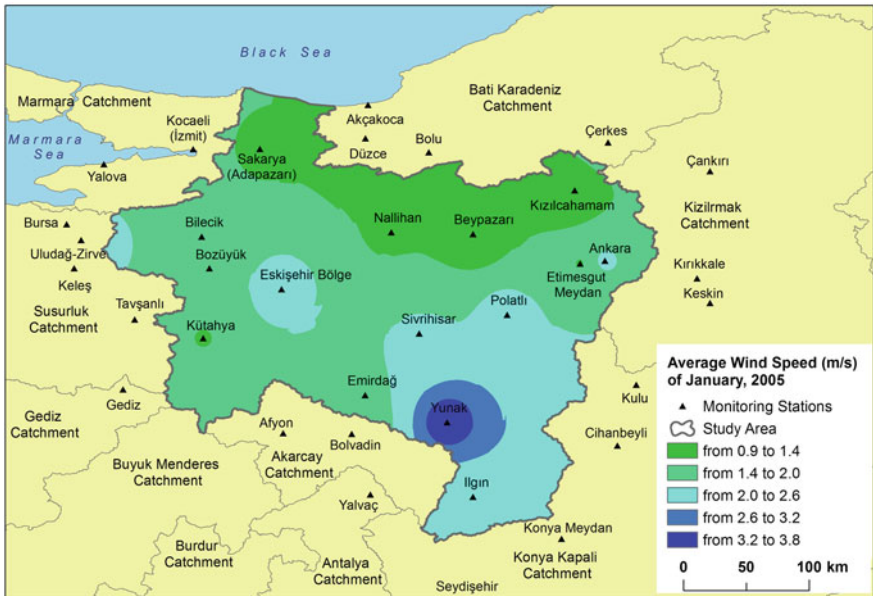 Black Sea
Marmara Catchment
Bati Karadeniz
Catchment
Kocaeli
(İzmit)
Akçakoca
Marmara
Sea
Sakarya
(Adapazarı)
Düzce
Bolu
Çerkes
Yalova
Çankırı
Kizilrmak
Catchment
Kızılcahamam
Bursa
Bilecik
Nallihan
Beypazarı
Uludağ-Zirve
Bozüyük
Ankara
Keleş
Eskişehir Bölge
Etimesgut
Meydan
Kırıkkale
Keskin
Susurluk
Catchment
Tavşanlı
Polatlı
Sivrihisar
Kütahya
Emirdağ
Gediz
Gediz
Catchment
Yunak
Kulu
Afyon
Bolvadin
Akarcay
Catchment
Cihanbeyli
Buyuk Menderes
Catchment
Ilgın
Yalvaç
Konya Meydan
Konya Kapali
Catchment
Burdur
Catchment
Antalya
Catchment
Seydişehir
Average Wind Speed (m/s)
of January, 2005
Monitoring Stations
Study Area
from 0.9 to 1.4
from 1.4 to 2.0
from 2.0 to 2.6
from 2.6 to 3.2
from 3.2 to 3.8
0 50 100 km